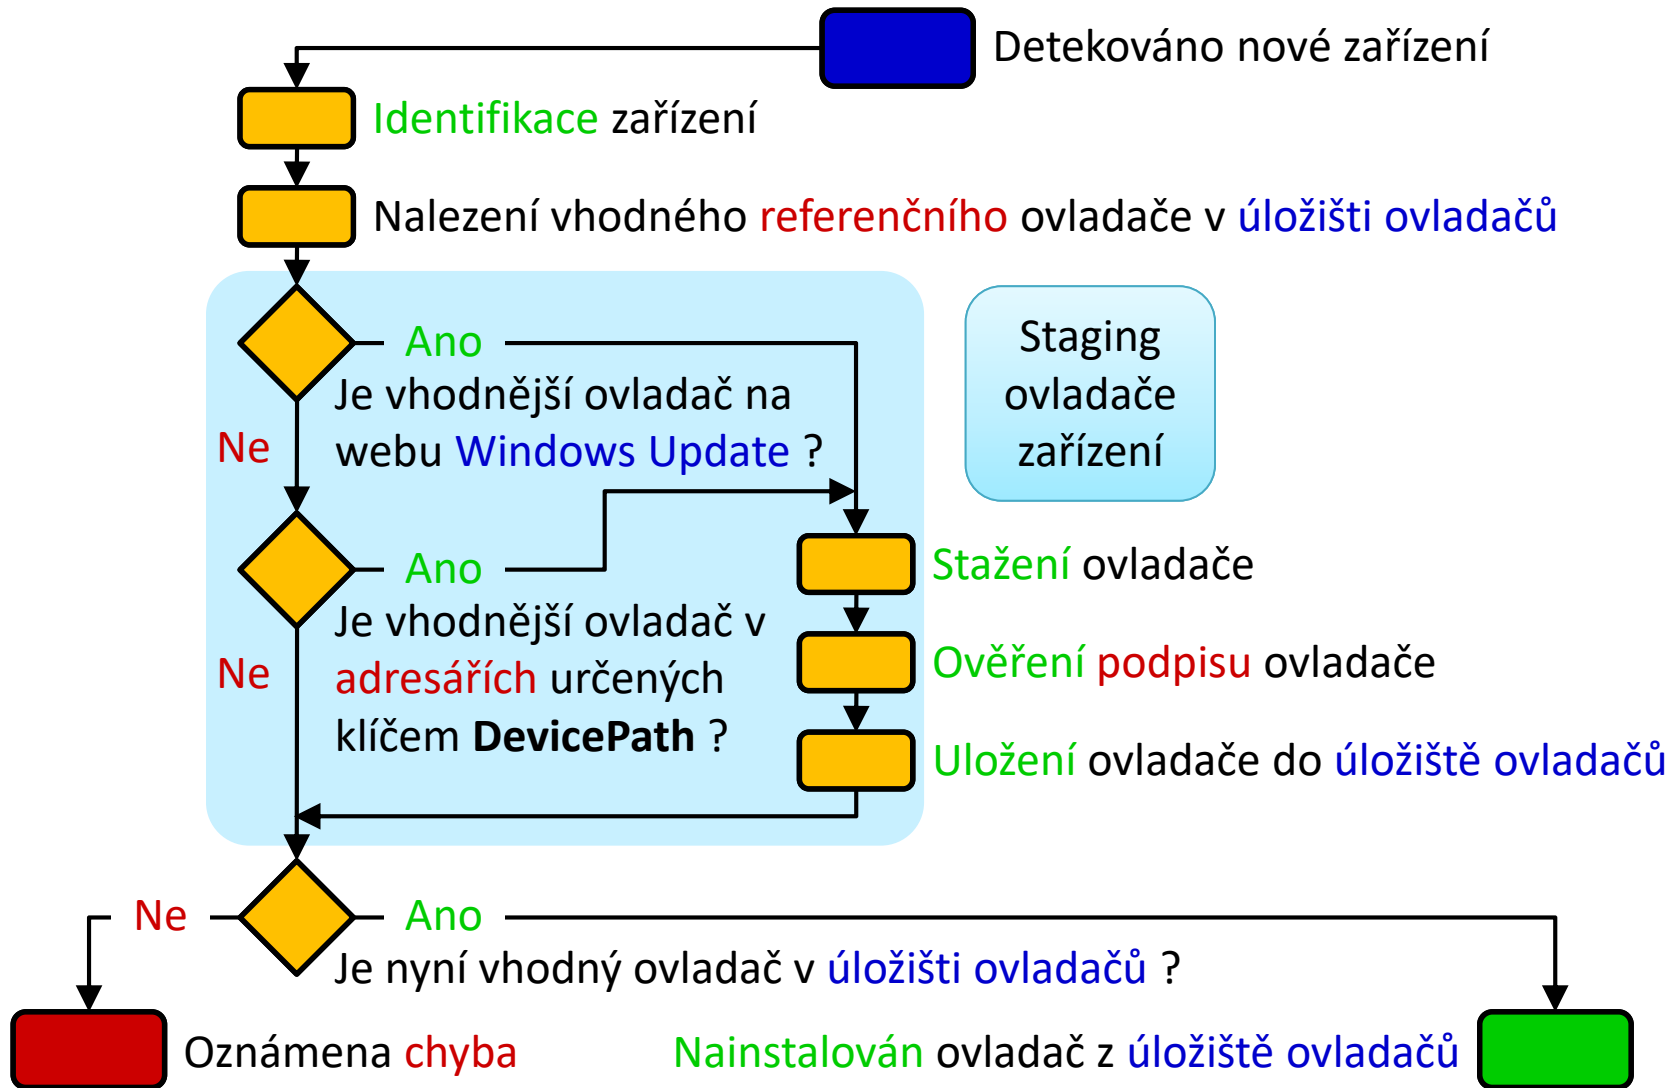 Detekováno nové zařízení
Identifikace zařízení
Nalezení vhodného referenčního ovladače v úložišti ovladačů
Ano
Je vhodnější ovladač na
webu Windows Update ?
Ne
Staging
ovladače
zařízení
Ano
Je vhodnější ovladač v
adresářích určených
klíčem DevicePath ?
Ne
Stažení ovladače
Ověření podpisu ovladače
Uložení ovladače do úložiště ovladačů
Ne
Ano
Je nyní vhodný ovladač v úložišti ovladačů ?
Oznámena chyba
Nainstalován ovladač z úložiště ovladačů